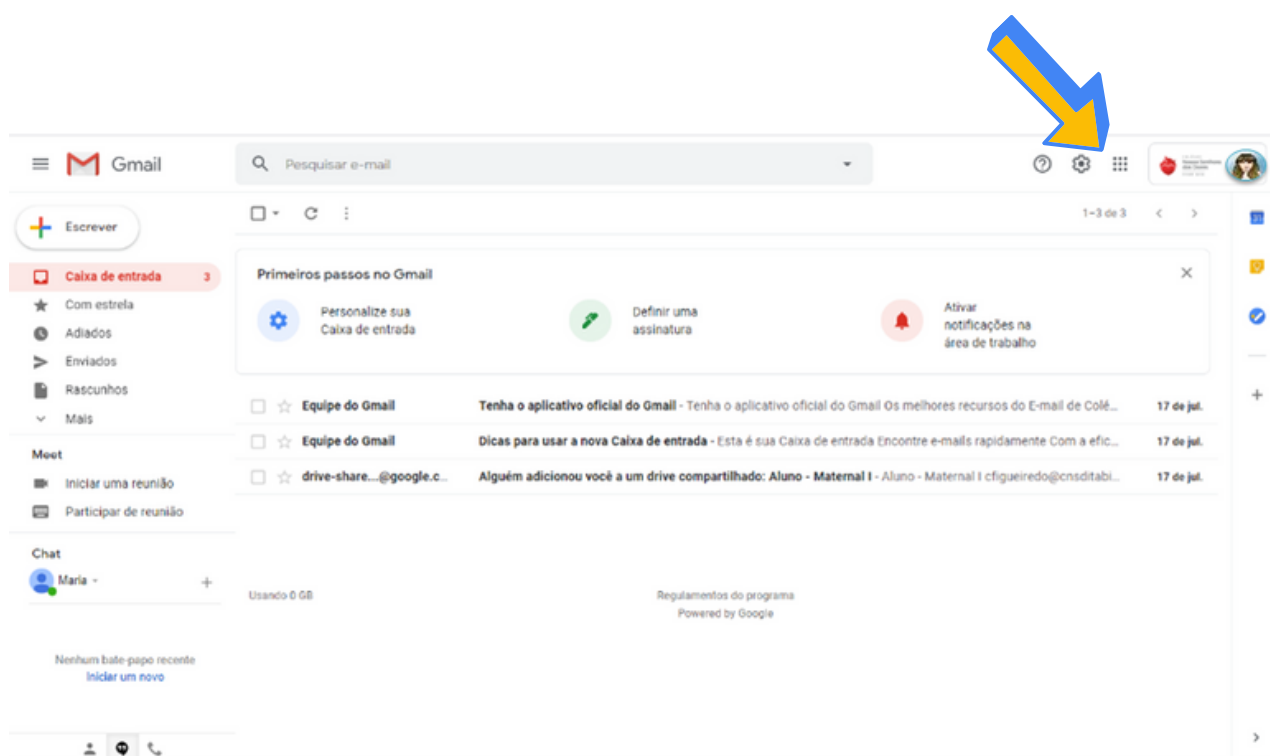 Gmail
Pesquisar e-mail
Escrever
1–3 de 3
Caixa de entrada 3
Com estrela
Adiados
Enviados
Rascunhos
Mais
Meet
Iniciar uma reunião
Participar de reunião
Chat
Maria
Nenhum bate-papo recente
Iniciar um novo
Primeiros passos no Gmail
Personalize sua
Caixa de entrada
Definir uma
assinatura
Ativar
notificações na
área de trabalho
Equipe do Gmail Tenha o aplicativo oficial do Gmail - Tenha o aplicativo oficial do Gmail Os melhores recursos do E-mail de Colé... 17 de jul.
Equipe do Gmail Dicas para usar a nova Caixa de entrada - Esta é sua Caixa de entrada Encontre e-mails rapidamente Com a efic... 17 de jul.
drive-share...@google.c... Alguém adicionou você a um drive compartilhado: Aluno - Maternal I - Aluno - Maternal I cfigueiredo@cnsditabi... 17 de jul.
Usando 0 GB
Regulamentos do programa
Powered by Google
31